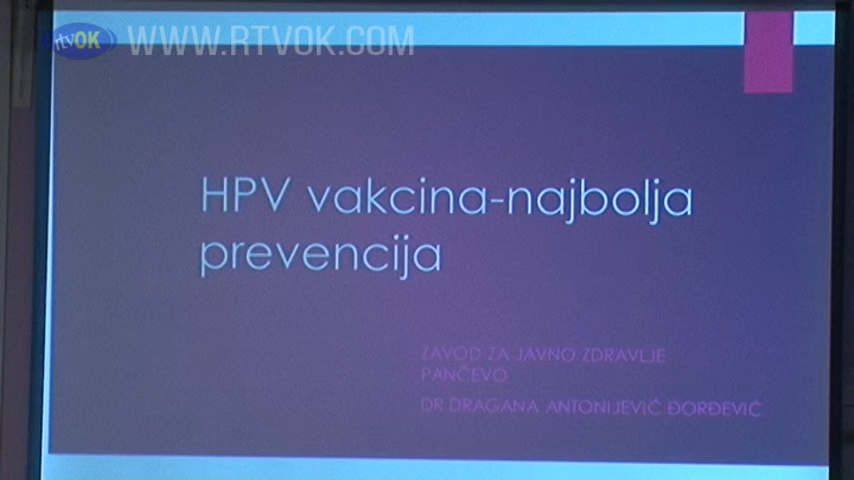 rtvOK WWW.RTVOK.COM
HPV vakcina-najbolja
prevencija
ZAVOD ZA JAVNO ZDRAVLJE
PANČEVO
DR DRAGANA ANTONIJEVIĆ ĐORĐEVIĆ